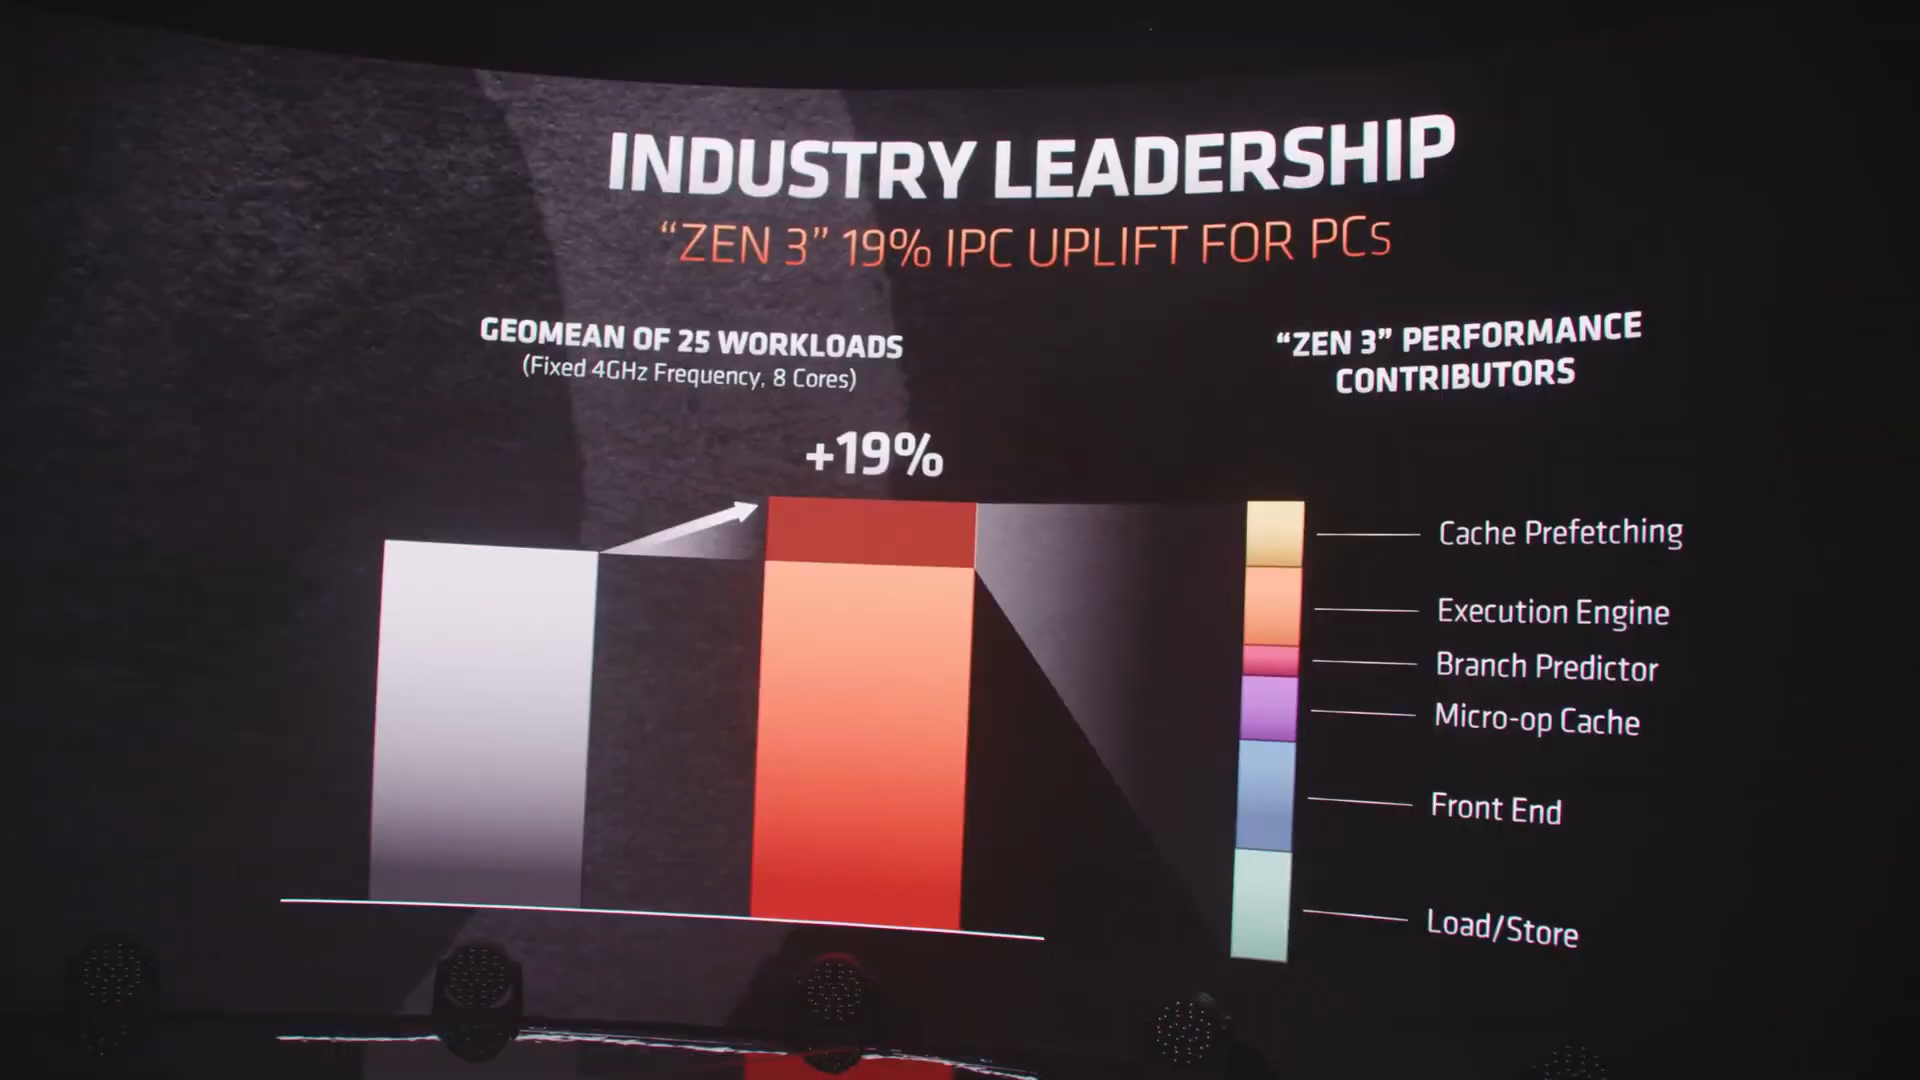 INDUSTRY LEADERSHIP
“ZEN 3” 19% IPC UPLIFT FOR PCs
GEOMEAN OF 25 WORKLOADS
(Fixed 4GHz Frequency, 8 Cores)
+19%
“ZEN 3” PERFORMANCE
CONTRIBUTORS
Cache Prefetching
Execution Engine
Branch Predictor
Micro-op Cache
Front End
Load/Store